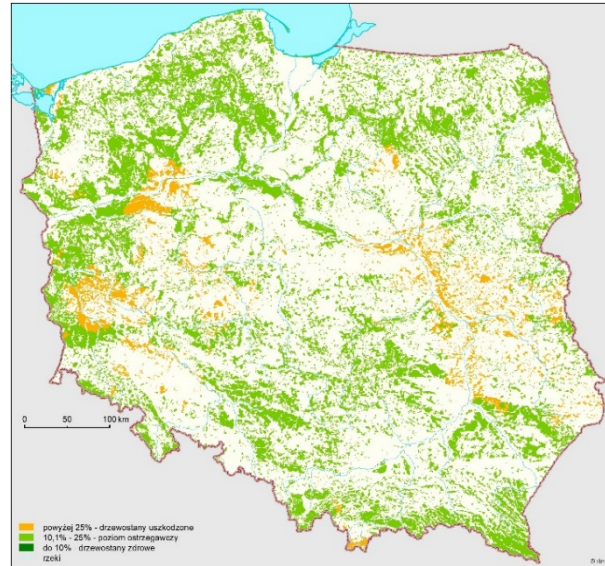 0 50 100 km
powyżej 25% - drzewostany uszkodzone
10,1% - 25% - poziom ostrzegawczy
do 10% - drzewostany zdrowe
rzeki